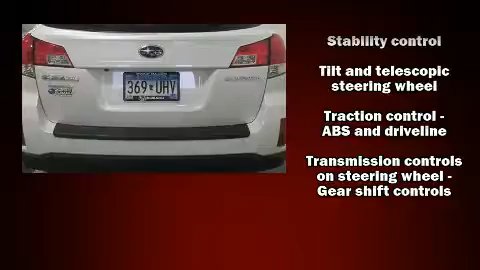 Stability control
Tilt and telescopic
steering wheel
Traction control -
ABS and driveline
Transmission controls
on steering wheel -
Gear shift controls
SUBARU
369 UHV